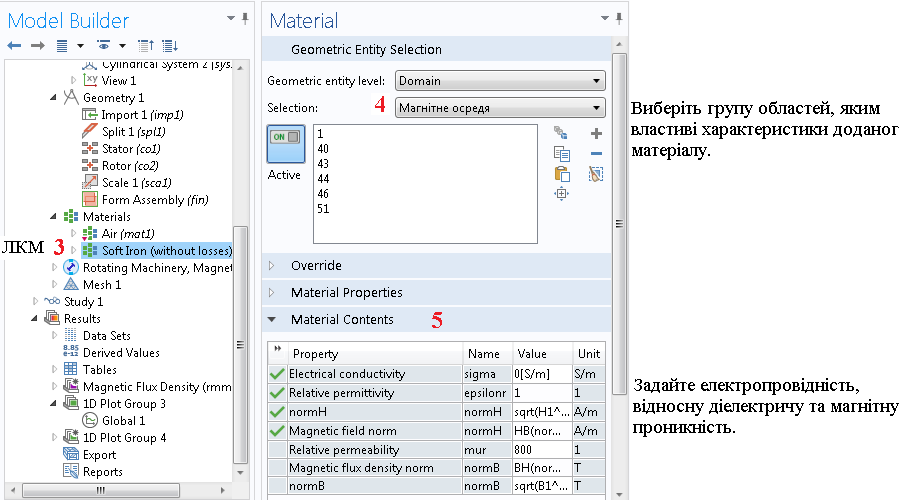 Model Builder
Cylindrical System 2 (sys
View 1
Geometry 1
Import 1 (imp1)
Split 1 (spl1)
Stator (co1)
Rotor (co2)
Scale 1 (sca1)
Form Assembly (fin)
Materials
Air (mat1)
ЛКМ 3 Soft Iron (without losses)
Rotating Machinery, Magnet
Mesh 1
Study 1
Results
Data Sets
8.85
e-12
Derived Values
Tables
Magnetic Flux Density (rmm
1D Plot Group 3
Global 1
1D Plot Group 4
Export
Reports
Material
Geometric Entity Selection
Geometric entity level: Domain
Selection: 4 Магнітне осредя
ON
Active
1
40
43
44
46
51
Override
Material Properties
Material Contents 5
Property Name Value Unit
Electrical conductivity sigma 0[S/m] S/m
Relative permittivity epsilonr 1 1
normH normH sqrt(H1^... A/m
Magnetic field norm normH HB(nor... A/m
Relative permeability mur 800 1
Magnetic flux density norm normB BH(nor... T
normB normB sqrt(B1^... T
Виберіть групу областей, яким
властиві характеристики доданог
матеріалу.
Задайте електропровідність,
відносну діелектричу та магнітну
проникність.